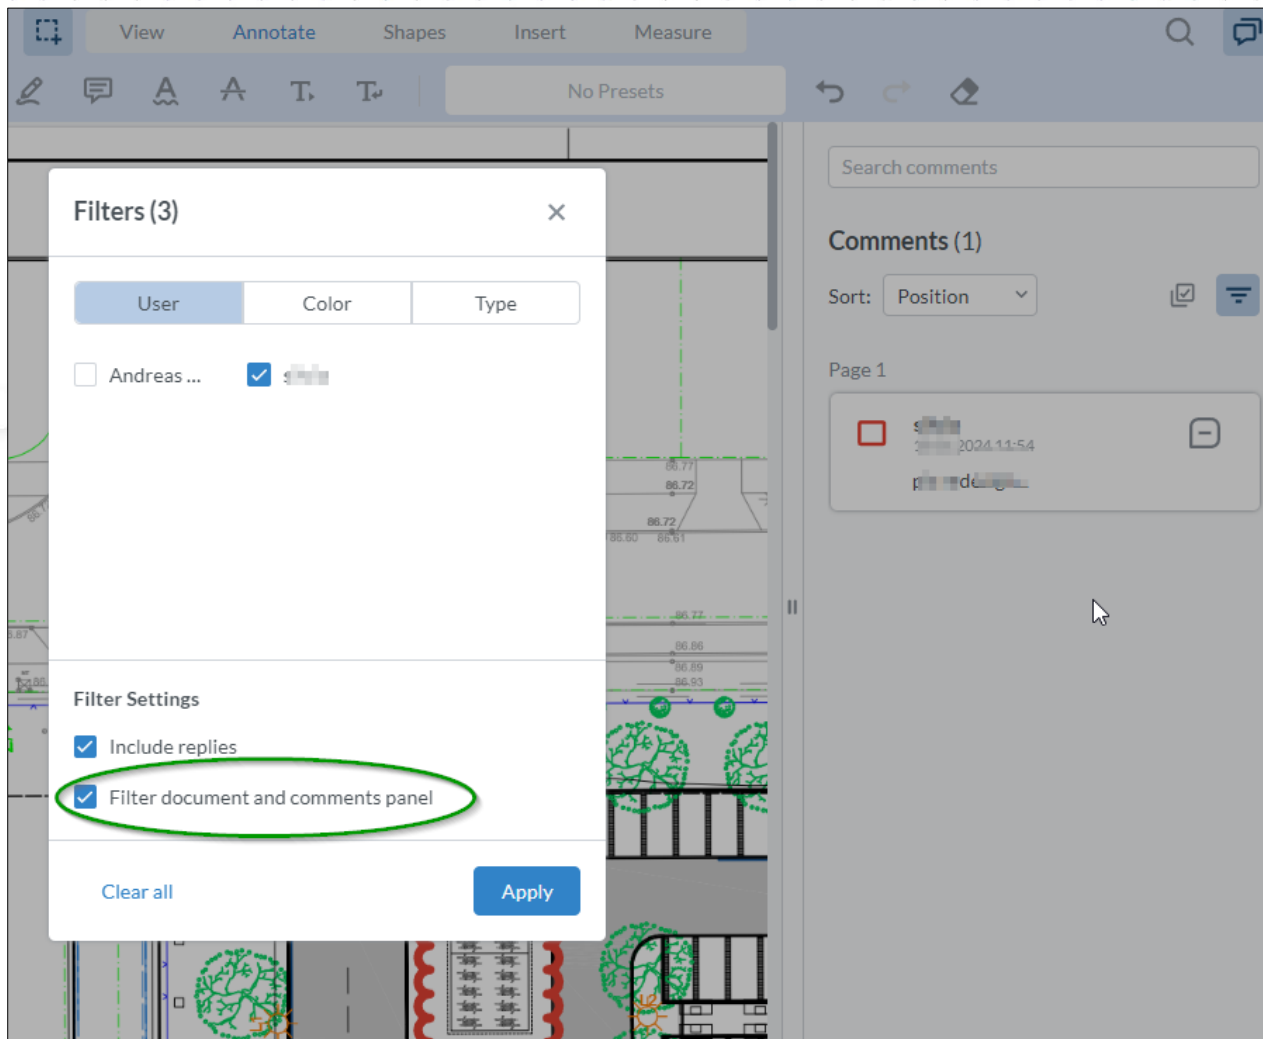 View Annotate Shapes Insert Measure
No Presets
Search comments
Filters (3)
Comments (1)
User Color Type
Sort: Position
Andreas ...
Page 1
2024 11:54
86.77
86.72
86.72
86.60 86.61
86.77
86.86
86.89
86.93
Filter Settings
Include replies
Filter document and comments panel
Clear all Apply